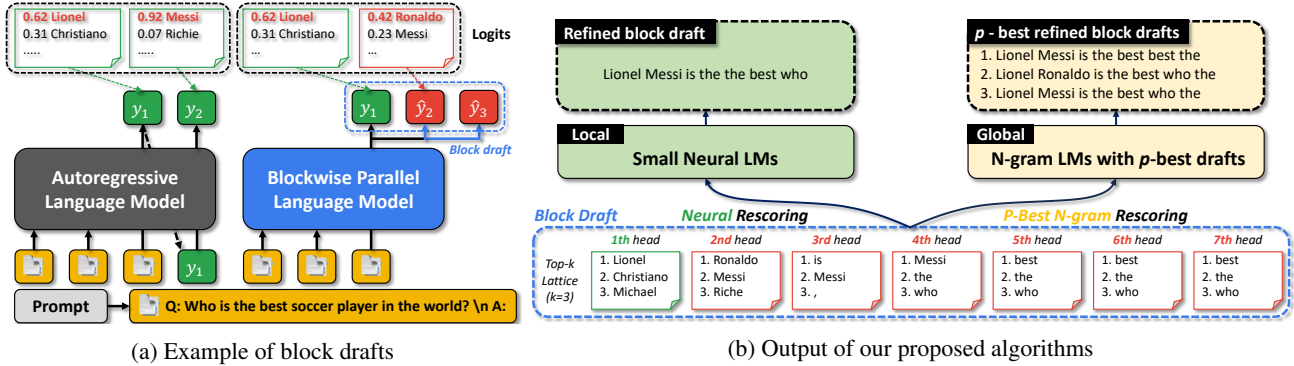 0.62 Lionel
0.31 Christiano
.....
0.92 Messi
0.07 Richie
.....
0.62 Lionel
0.31 Christiano
...
0.42 Ronaldo
0.23 Messi
...
Logits
y₁
y₂
y₁
ŷ₂
ŷ₃
Block draft
Autoregressive
Language Model
Blockwise Parallel
Language Model
y₁
Prompt
Q: Who is the best soccer player in the world? \n A:
(a) Example of block drafts
Refined block draft
Lionel Messi is the the best who
p - best refined block drafts
1. Lionel Messi is the best best the
2. Lionel Ronaldo is the best who the
3. Lionel Messi is the best who the
Local
Small Neural LMs
Global
N-gram LMs with p-best drafts
Block Draft
Neural Rescoring
P-Best N-gram Rescoring
Top-k
Lattice
(k=3)
1th head
1. Lionel
2. Christiano
3. Michael
2nd head
1. Ronaldo
2. Messi
3. Riche
3rd head
1. is
2. Messi
3. ,
4th head
1. Messi
2. the
3. who
5th head
1. best
2. the
3. who
6th head
1. best
2. the
3. who
7th head
1. best
2. the
3. who
(b) Output of our proposed algorithms